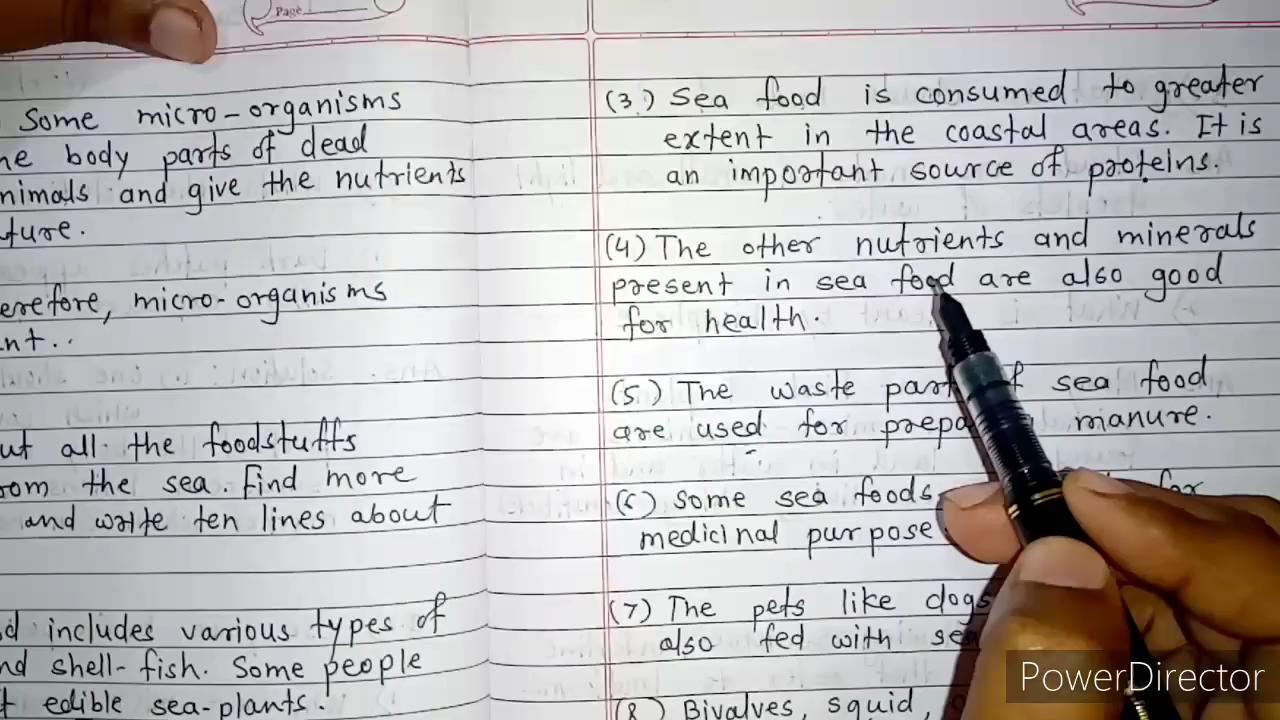 Page
Some micro-organisms
he body parts of dead
nimals and give the nutrients
ture.
erefore, micro-organisms
nt..
ut all the foodstuffs
rom the sea. Find more
and write ten lines about
d includes various types of
nd shell-fish. Some people
t edible sea-plants.
(3.) Sea food is consumed to greater
extent in the coastal areas. It is
an important source of proteins.
(4) The other nutrients and minerals
present in sea food are also good
for health.
(5.) The waste part f sea food
are used for prepa manure.
(6) Some sea foods for
medicinal purpose
(7) The pets like dogs
also fed with sea
(8) Bivalves, squid,
PowerDirector